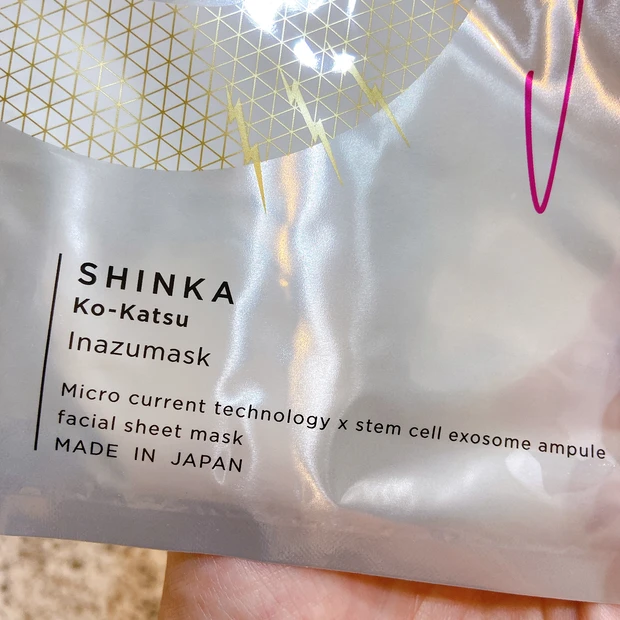 SHINKA
Ko-Katsu
Inazumask
Micro current technology x stem cell exosome ampule
facial sheet mask
MADE IN JAPAN